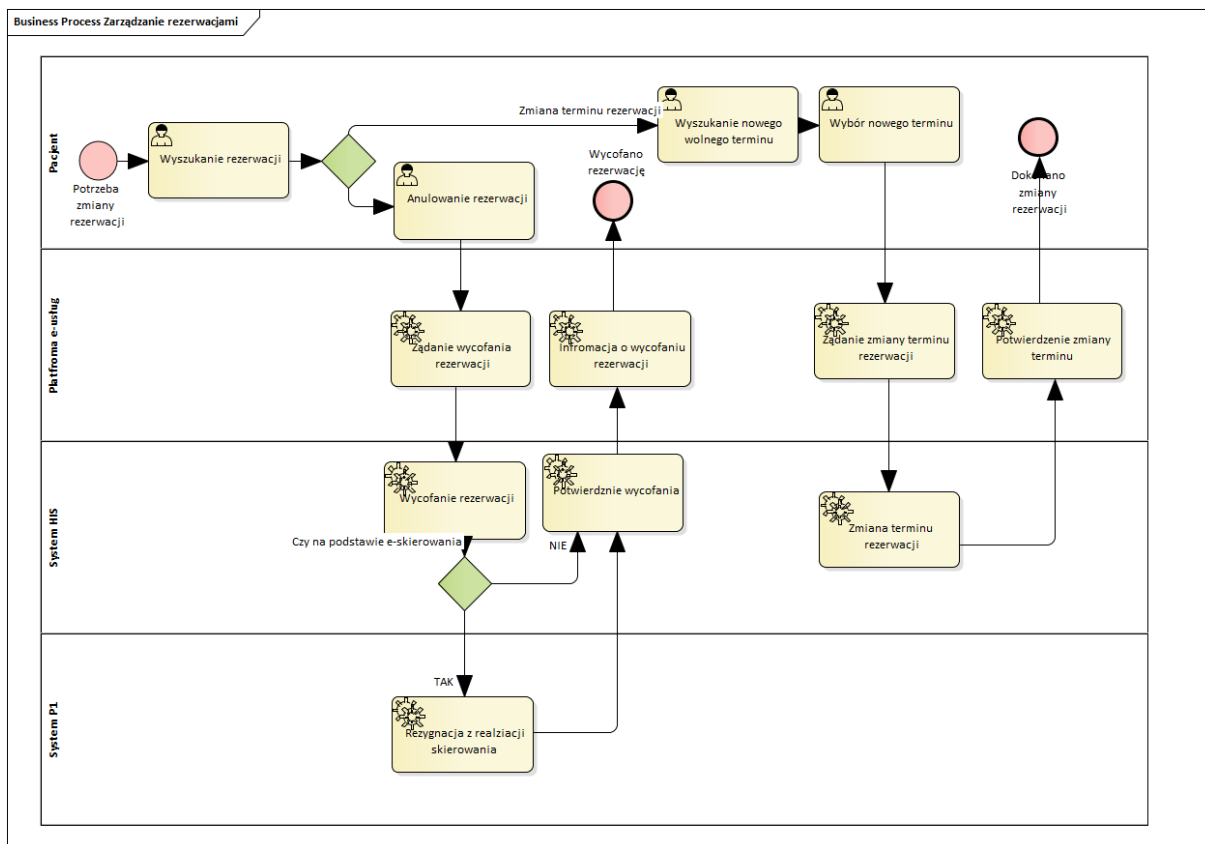 Business Process Zarządzanie rezerwacjami
Pacjent
Potrzeba
zmiany
rezerwacji
Wyszukanie rezerwacji
Zmiana terminu rezerwacji
Anulowanie rezerwacji
Wycofano
rezerwację
Wyszukanie nowego
wolnego terminu
Wybór nowego terminu
Dokonano
zmiany
rezerwacji
Platfroma e-usług
Żądanie wycofania
rezerwacji
Infromacja o wycofaniu
rezerwacji
Żądanie zmiany terminu
rezerwacji
Potwierdzenie zmiany
terminu
System HIS
Wycofanie rezerwacji
Czy na podstawie e-skierowania
NIE
Potwierdznie wycofania
Zmiana terminu
rezerwacji
System P1
TAK
Rezygnacja z realziacji
skierowania